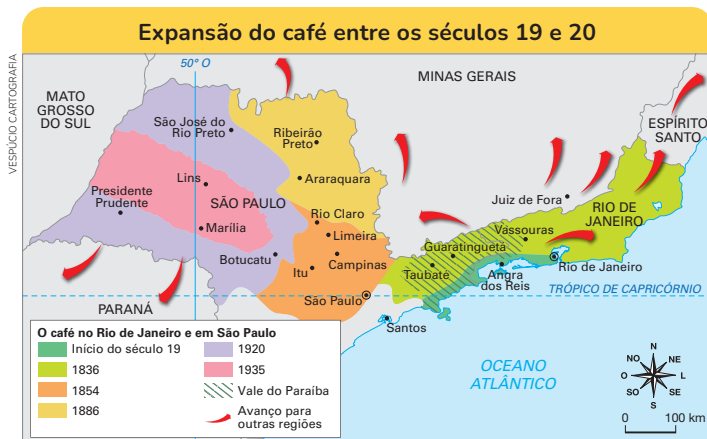 Expansão do café entre os séculos 19 e 20
VESPÚCIO CARTOGRAFIA
50° O
MINAS GERAIS
MATO
GROSSO
DO SUL
ESPÍRITO
SANTO
São José do
Rio Preto
Ribeirão
Preto
Lins
Araraquara
Juiz de Fora
Presidente
Prudente
SÃO PAULO
RIO DE
JANEIRO
Rio Claro
Vassouras
Marília
Limeira
Guaratinguetá
Botucatu
Campinas
Itu
Taubaté
Angra
dos Reis
Rio de Janeiro
São Paulo
TRÓPICO DE CAPRICÓRNIO
PARANÁ
Santos
OCEANO
ATLÂNTICO
O café no Rio de Janeiro e em São Paulo
Início do século 19
1836
1854
1886
1920
1935
Vale do Paraíba
Avanço para
outras regiões
N
NO
NE
O
L
SO
SE
S
0
100 km